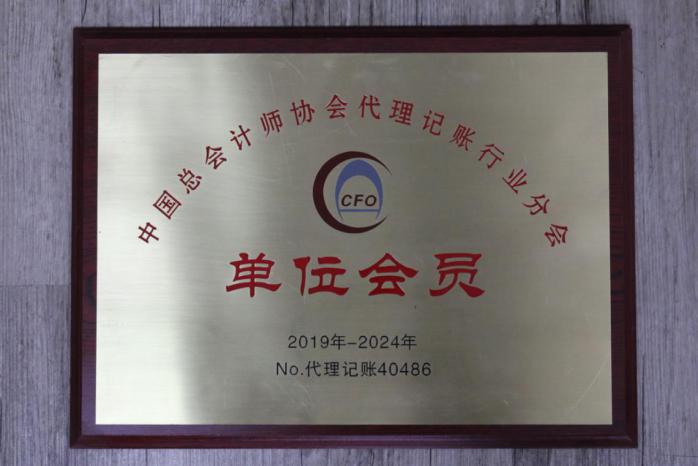 中国总会计师协会代理记账行业分会
CFO
单位会员
2019年-2024年
No.代理记账40486